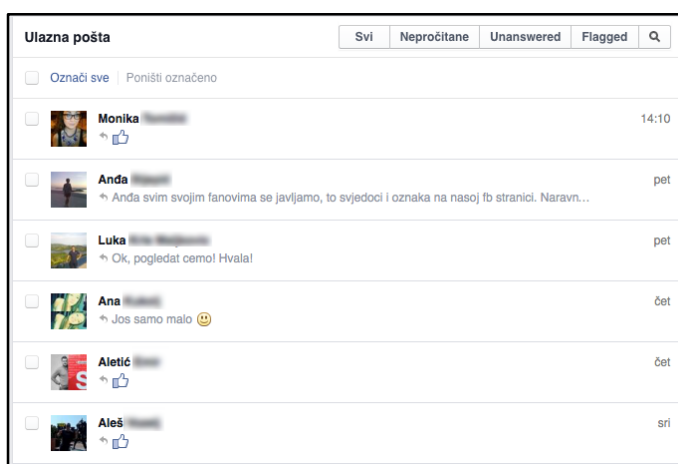 Ulazna pošta
Svi Nepročitane Unanswered Flagged
Označi sve Poništi označeno
Monika
14:10
Anđa
pet
Anđa svim svojim fanovima se javljamo, to svjedoci i oznaka na nasoj fb stranici. Naravn...
Luka
pet
Ok, pogledat cemo! Hvala!
Ana
čet
Jos samo malo
Aletić
čet
Aleš
sri